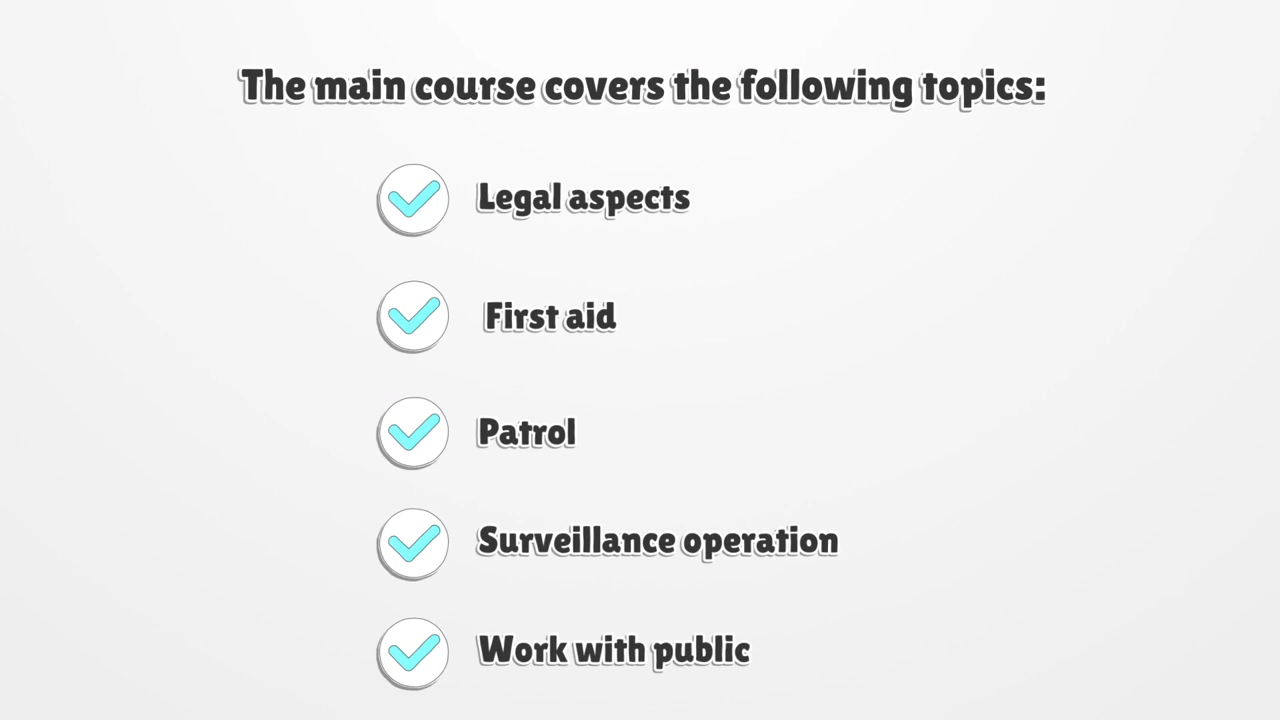 The main course covers the following topics:
Legal aspects
First aid
Patrol
Surveillance operation
Work with public